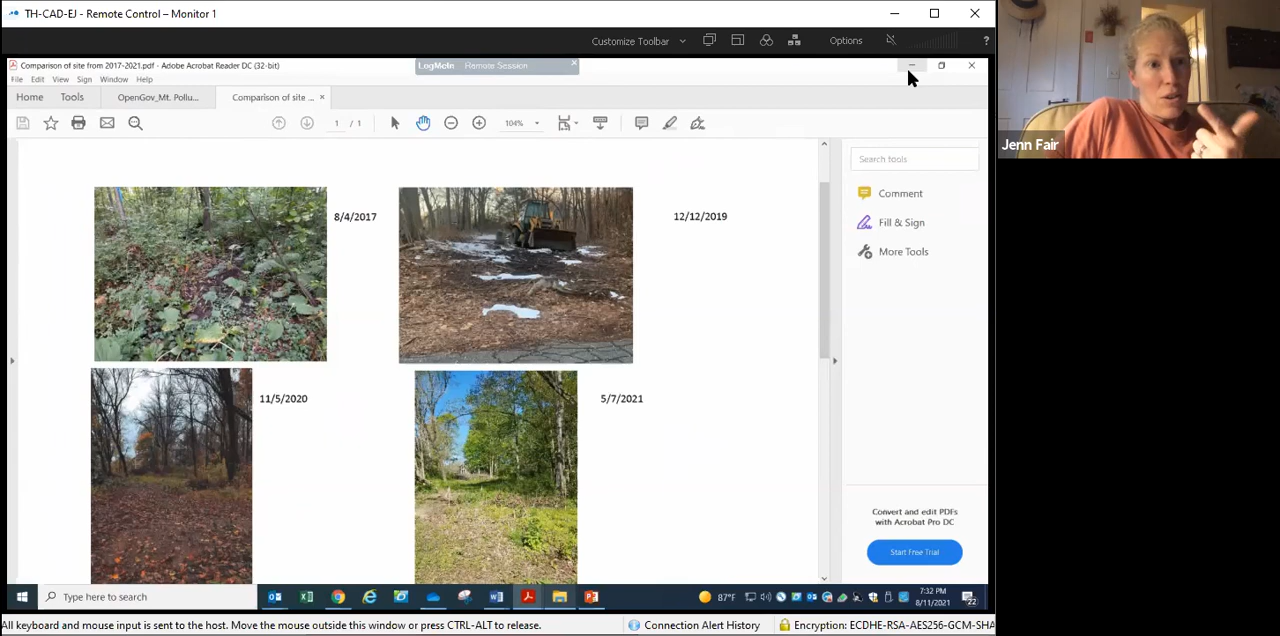 TH-CAD-EJ - Remote Control – Monitor 1
Customize Toolbar
Options
?
Comparison of site from 2017-2021.pdf - Adobe Acrobat Reader DC (32-bit)
LogMeIn Remote Session
File Edit View Sign Window Help
Home Tools OpenGov_Mt. Pollu... Comparison of site ... ×
1 / 1 104%
Search tools
Comment
Fill & Sign
More Tools
8/4/2017
12/12/2019
11/5/2020
5/7/2021
Convert and edit PDFs
with Acrobat Pro DC
Start Free Trial
Type here to search
87°F
7:32 PM
8/11/2021
22
All keyboard and mouse input is sent to the host. Move the mouse outside this window or press CTRL-ALT to release.
Connection Alert History
Encryption: ECDHE-RSA-AES256-GCM-SHA
Jenn Fair